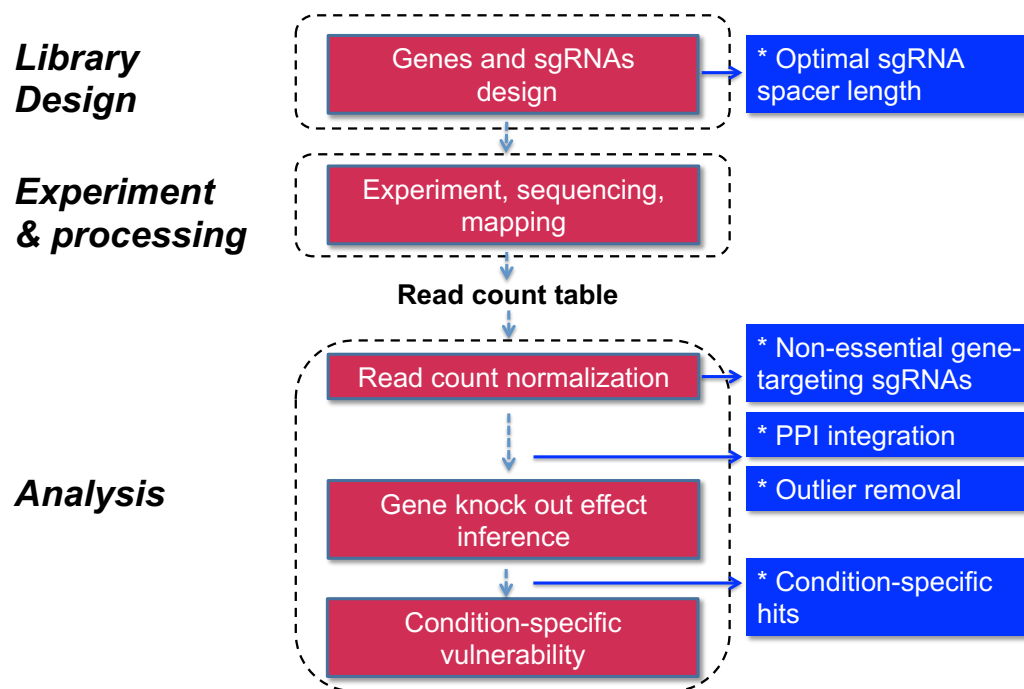 Library
Design
Genes and sgRNAs
design
* Optimal sgRNA
spacer length
Experiment
& processing
Experiment, sequencing,
mapping
Read count table
Read count normalization
* Non-essential gene-
targeting sgRNAs
* PPI integration
* Outlier removal
Analysis
Gene knock out effect
inference
* Condition-specific
hits
Condition-specific
vulnerability